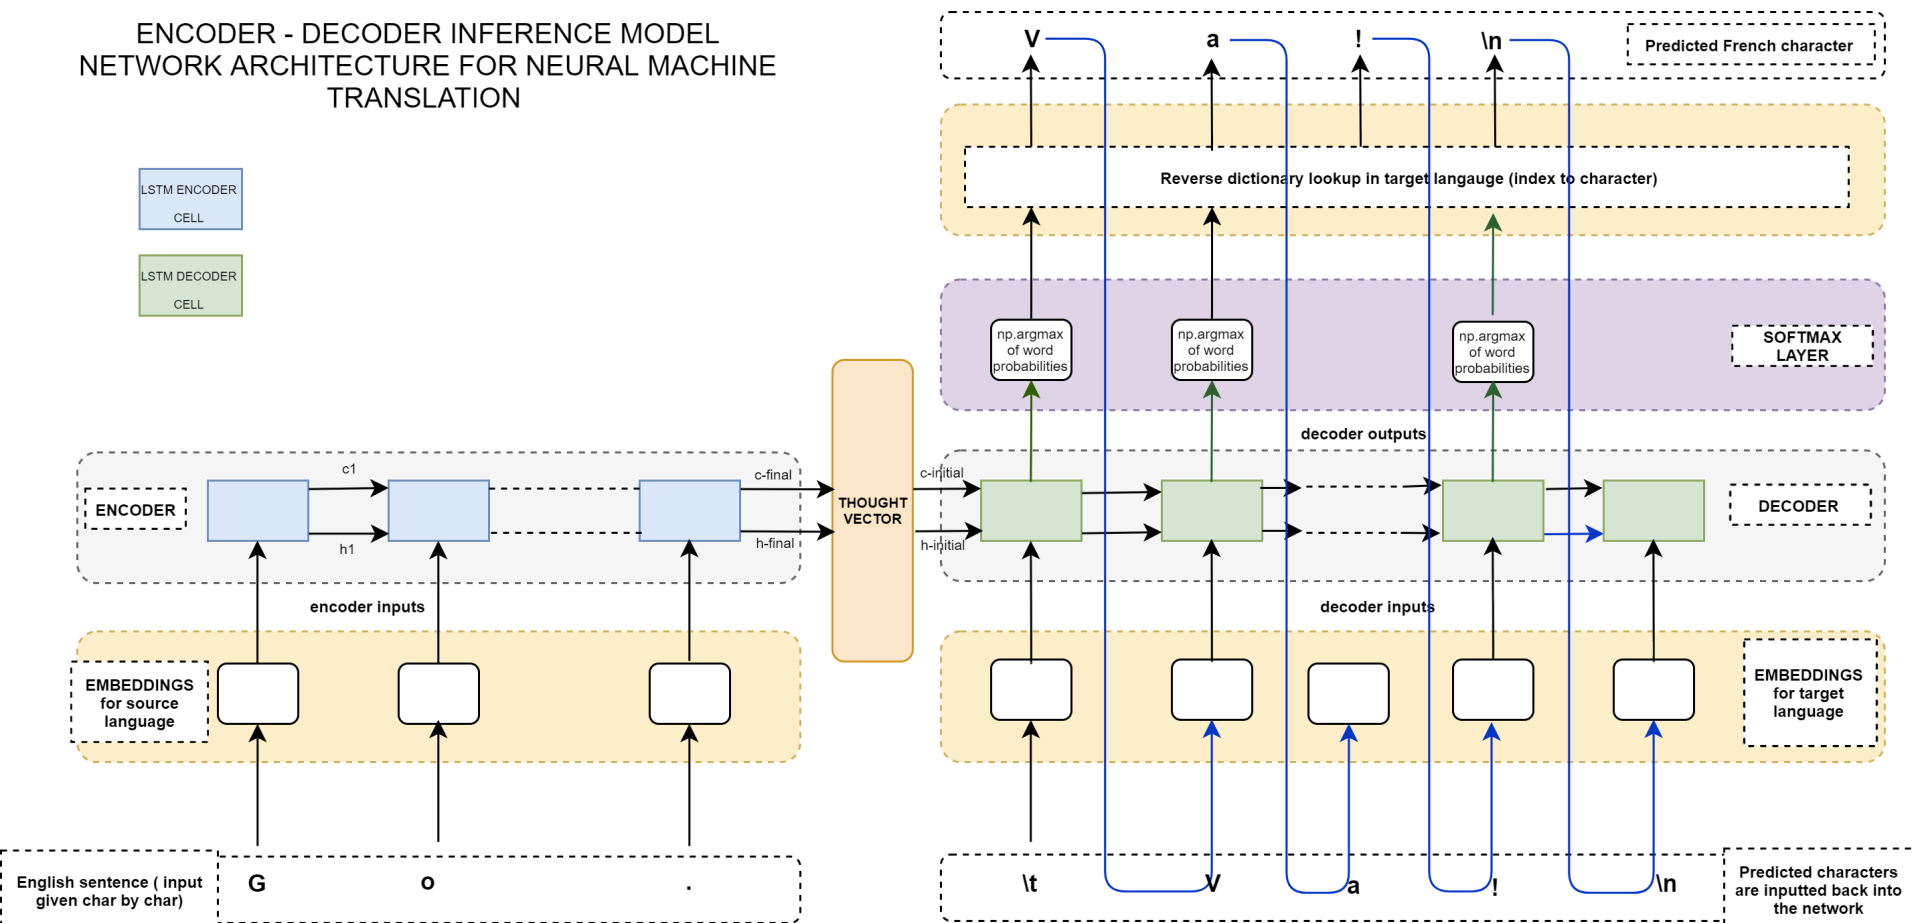 ENCODER - DECODER INFERENCE MODEL
NETWORK ARCHITECTURE FOR NEURAL MACHINE
TRANSLATION
LSTM ENCODER
CELL
LSTM DECODER
CELL
V
a
!
\n
Predicted French character
Reverse dictionary lookup in target langauge (index to character)
np.argmax
of word
probabilities
np.argmax
of word
probabilities
np.argmax
of word
probabilities
SOFTMAX
LAYER
decoder outputs
ENCODER
c1
h1
c-final
h-final
THOUGHT
VECTOR
c-initial
h-initial
DECODER
encoder inputs
decoder inputs
EMBEDDINGS
for source
language
EMBEDDINGS
for target
language
English sentence ( input
given char by char)
G
o
.
\t
V
a
!
\n
Predicted characters
are inputted back into
the network